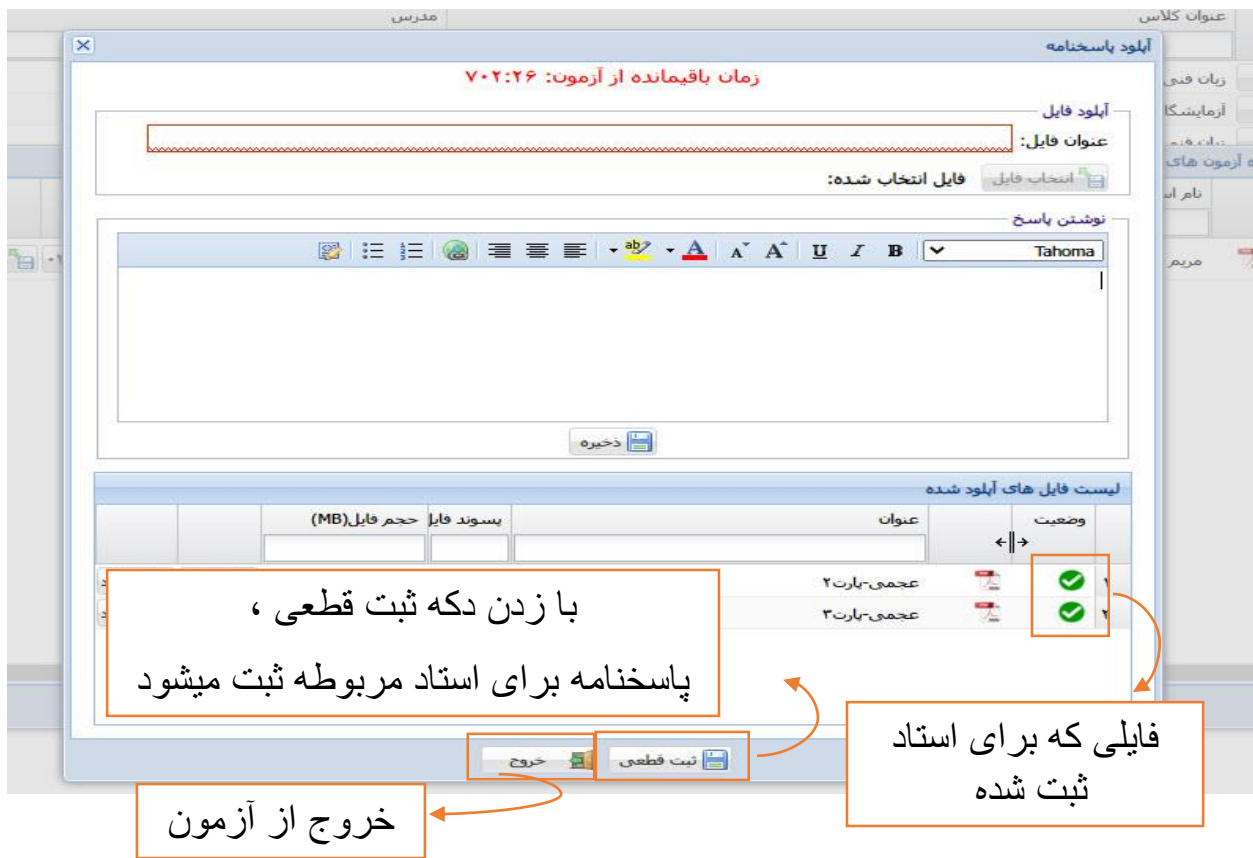 عنوان کلاس
مدرس
آپلود پاسخنامه
زمان باقیمانده از آزمون: ۷۰۲:۲۶
زبان فنی
آپلود فایل
عنوان فایل:
انتخاب فایل فایل انتخاب شده:
آزمون های
نوشتن پاسخ
Tahoma B I U A A A ab
مریم
ذخیره
لیست فایل های آپلود شده
وضعیت عنوان پسوند فایل حجم فایل(MB)
عجمی-پارت۲
عجمی-پارت۳
با زدن دکه ثبت قطعی ،
پاسخنامه برای استاد مربوطه ثبت میشود
فایلی که برای استاد
ثبت شده
ثبت قطعی خروج
خروج از آزمون